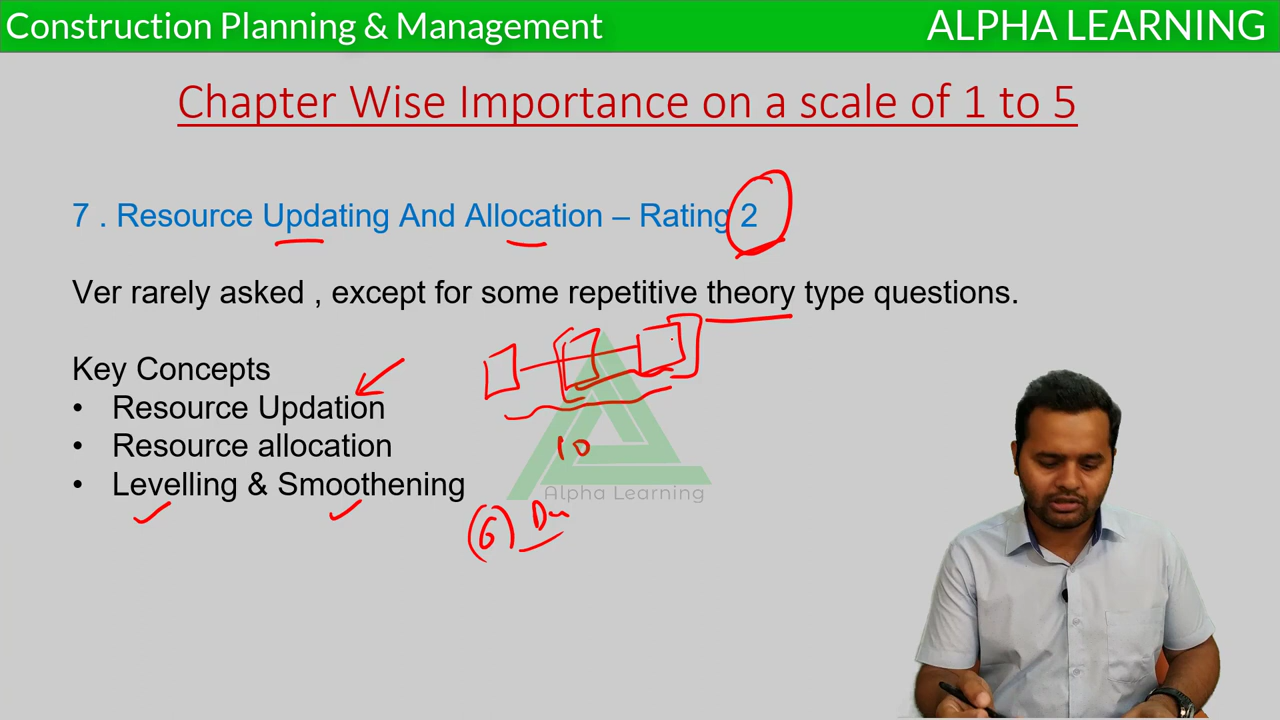 Construction Planning & Management
ALPHA LEARNING
Chapter Wise Importance on a scale of 1 to 5
7 . Resource Updating And Allocation – Rating 2
Ver rarely asked , except for some repetitive theory type questions.
Key Concepts
• Resource Updation
• Resource allocation
• Levelling & Smoothening
10
Alpha Learning
6